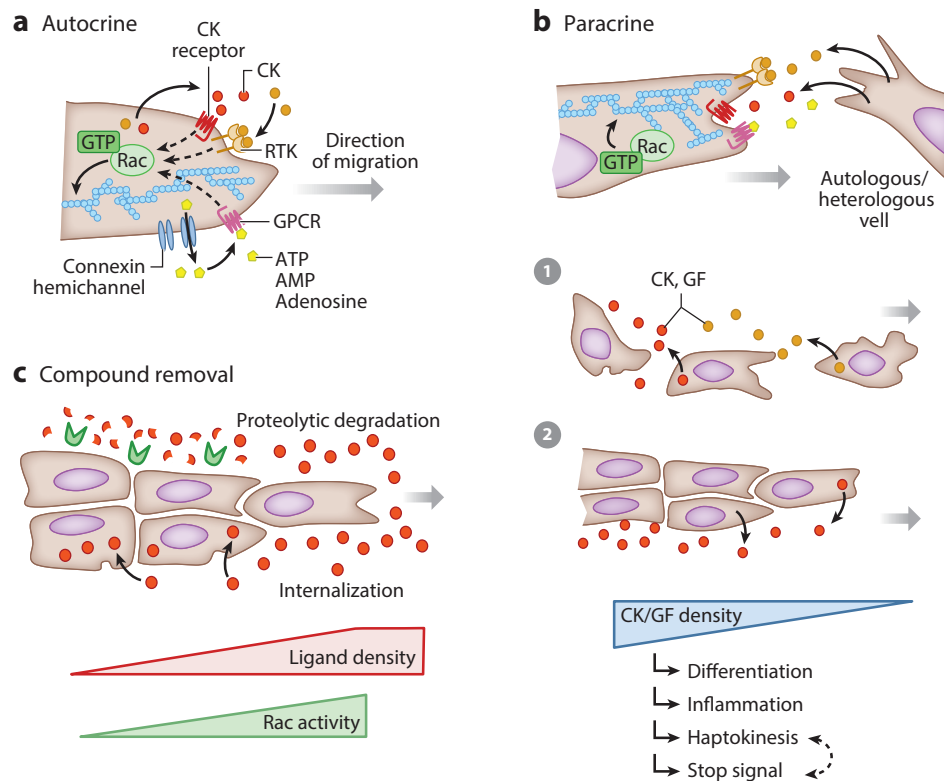 a Autocrine
CK
receptor
CK
GTP
Rac
RTK
Direction
of migration
GPCR
Connexin
hemichannel
ATP
AMP
Adenosine
b Paracrine
GTP
Rac
Autologous/
heterologous
vell
1
CK, GF
2
CK/GF density
Differentiation
Inflammation
Haptokinesis
Stop signal
c Compound removal
Proteolytic degradation
Internalization
Ligand density
Rac activity